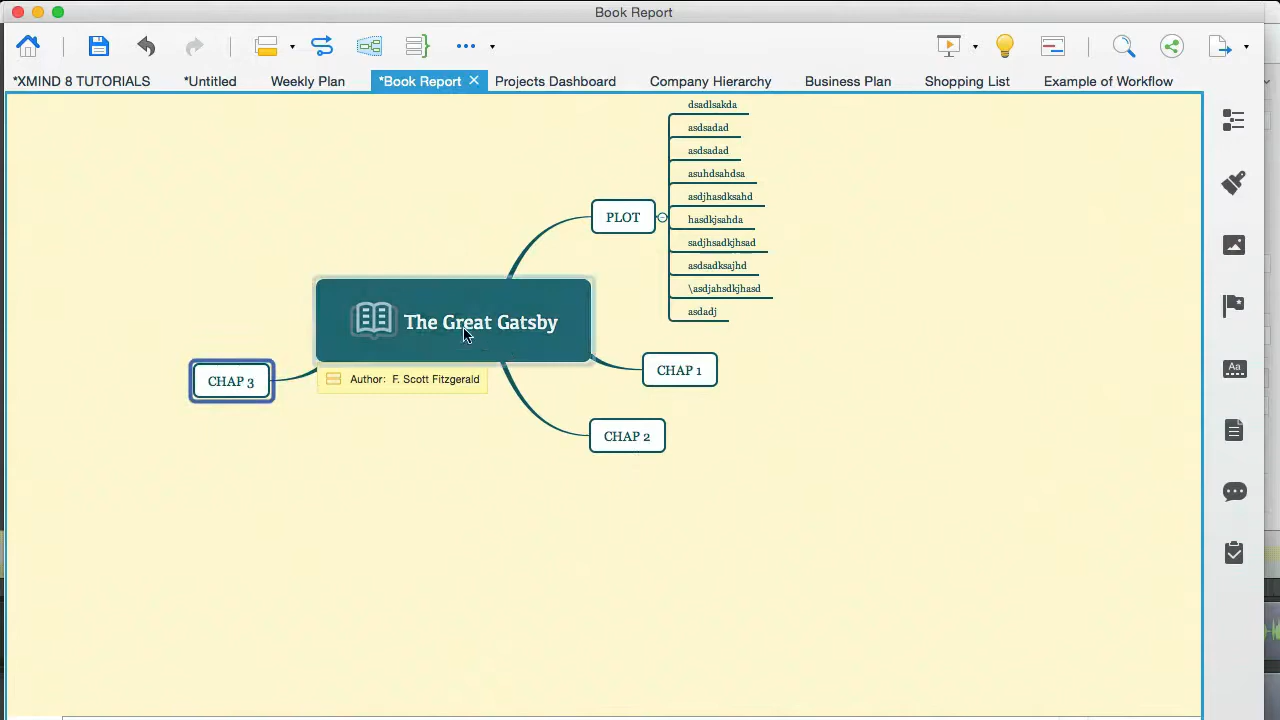 Book Report
*XMIND 8 TUTORIALS
*Untitled
Weekly Plan
*Book Report
Projects Dashboard
Company Hierarchy
Business Plan
Shopping List
Example of Workflow
dsadlsakda
asdsadad
asdsadad
asuhdsahdsa
asdjhasdksahd
hasdkjsahda
sadjhsadkjhsad
asdsadksajhd
\asdjahsdkjhasd
asdadj
PLOT
The Great Gatsby
Author: F. Scott Fitzgerald
CHAP 1
CHAP 2
CHAP 3
Aa